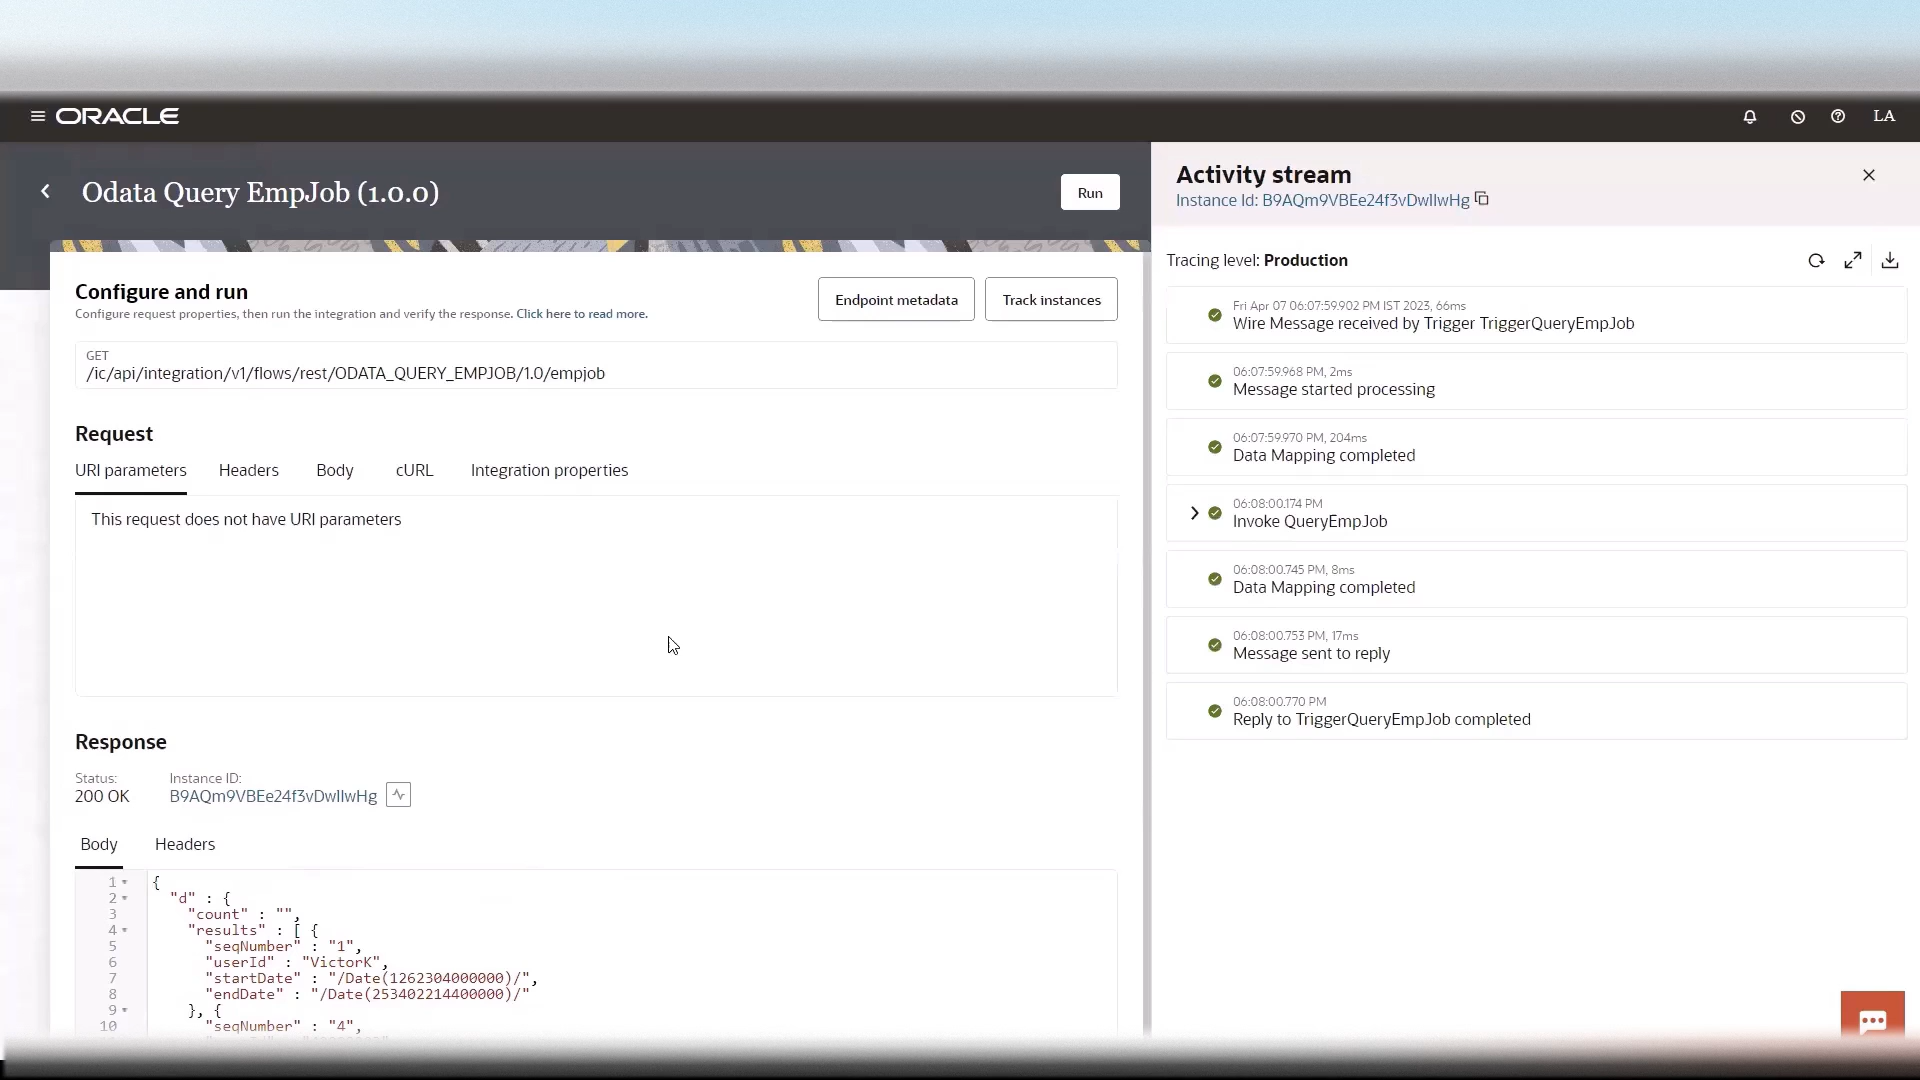 ORACLE
LA
Odata Query EmpJob (1.0.0)
Run
Configure and run
Configure request properties, then run the integration and verify the response. Click here to read more.
Endpoint metadata
Track instances
GET
/ic/api/integration/v1/flows/rest/ODATA_QUERY_EMPJOB/1.0/empjob
Request
URI parameters
Headers
Body
cURL
Integration properties
This request does not have URI parameters
Response
Status:
200 OK
Instance ID:
B9AQm9VBEe24f3vDwIIwHg
Body
Headers
1 {
2 "d" : {
3 "count" : "",
4 "results" : [ {
5 "seqNumber" : "1",
6 "userId" : "VictorK",
7 "startDate" : "/Date(1262304000000)/",
8 "endDate" : "/Date(253402214400000)/"
9 }, {
10 "seqNumber" : "4",
Activity stream
Instance Id: B9AQm9VBEe24f3vDwIIwHg
Tracing level: Production
Fri Apr 07 06:07:59.902 PM IST 2023, 66ms
Wire Message received by Trigger TriggerQueryEmpJob
06:07:59.968 PM, 2ms
Message started processing
06:07:59.970 PM, 204ms
Data Mapping completed
06:08:00.174 PM
Invoke QueryEmpJob
06:08:00.745 PM, 8ms
Data Mapping completed
06:08:00.753 PM, 17ms
Message sent to reply
06:08:00.770 PM
Reply to TriggerQueryEmpJob completed